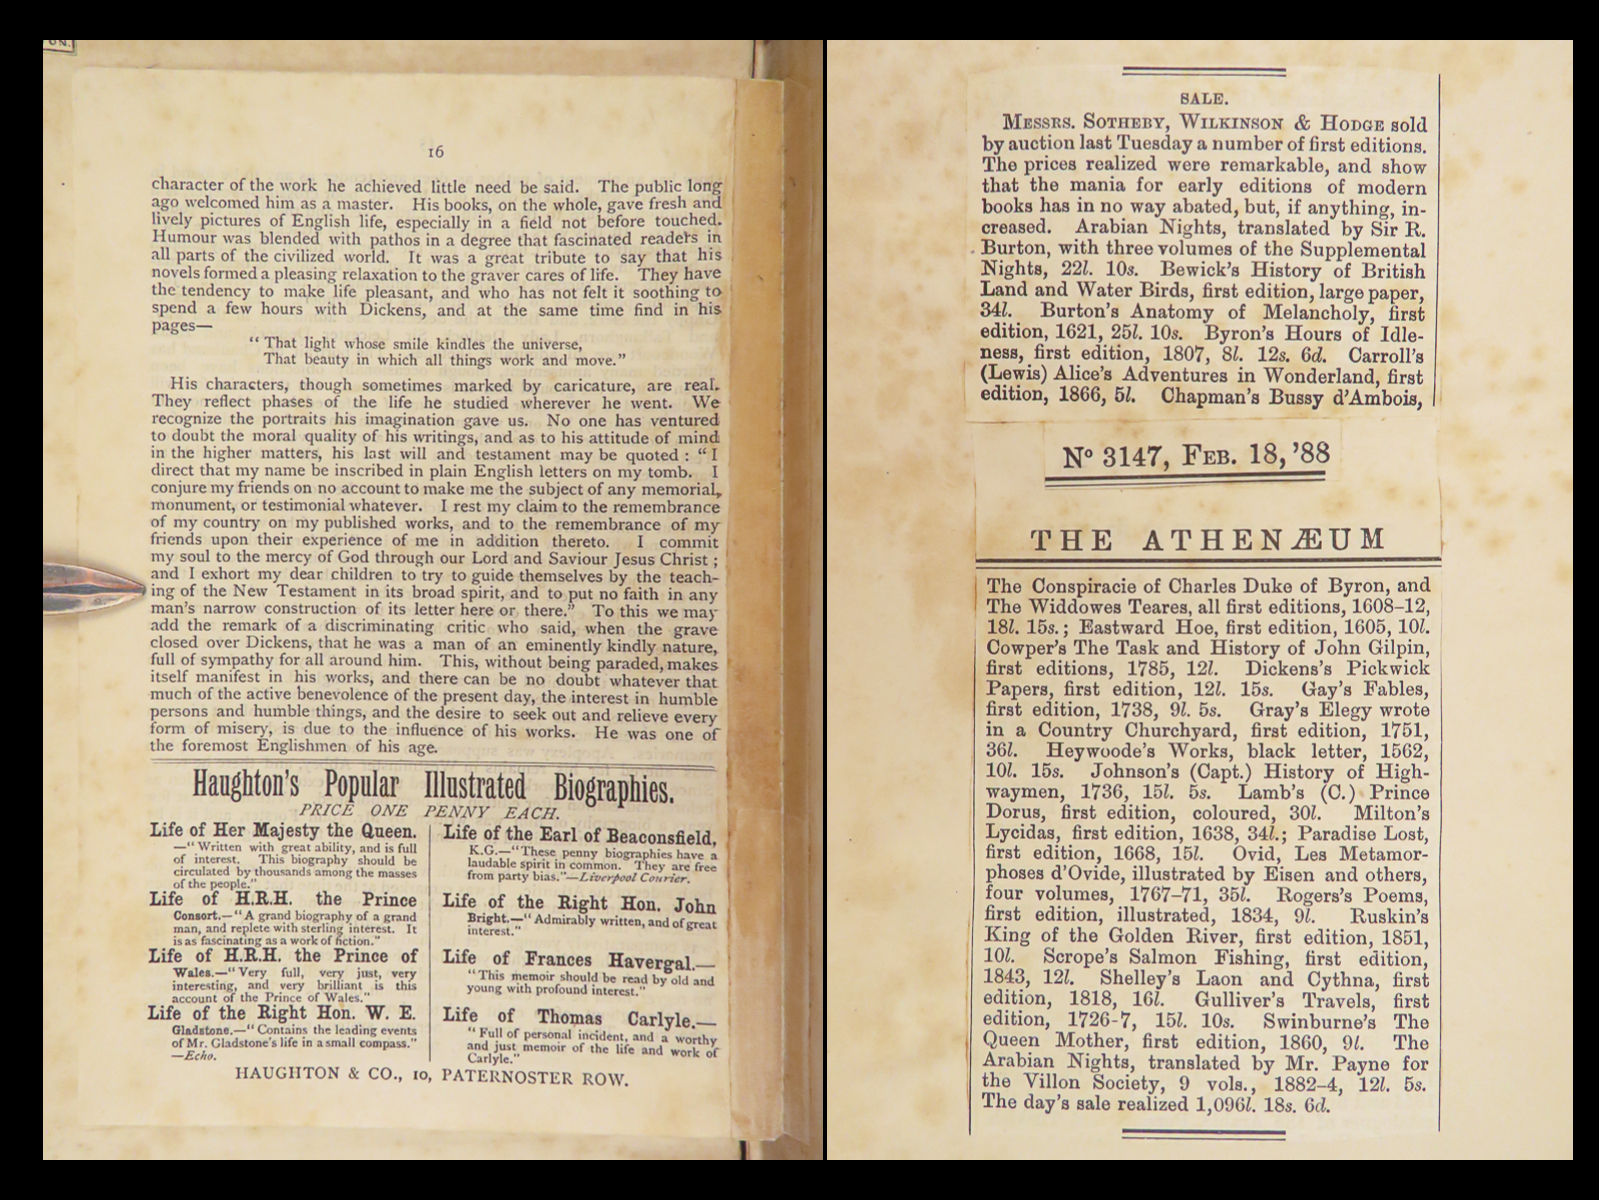 ON.
16
character of the work he achieved little need be said. The public long
ago welcomed him as a master. His books, on the whole, gave fresh and
lively pictures of English life, especially in a field not before touched.
Humour was blended with pathos in a degree that fascinated readers in
all parts of the civilized world. It was a great tribute to say that his
novels formed a pleasing relaxation to the graver cares of life. They have
the tendency to make life pleasant, and who has not felt it soothing to
spend a few hours with Dickens, and at the same time find in his
pages—
" That light whose smile kindles the universe,
That beauty in which all things work and move."
His characters, though sometimes marked by caricature, are real.
They reflect phases of the life he studied wherever he went. We
recognize the portraits his imagination gave us. No one has ventured
to doubt the moral quality of his writings, and as to his attitude of mind
in the higher matters, his last will and testament may be quoted : " I
direct that my name be inscribed in plain English letters on my tomb. I
conjure my friends on no account to make me the subject of any memorial,
monument, or testimonial whatever. I rest my claim to the remembrance
of my country on my published works, and to the remembrance of my
friends upon their experience of me in addition thereto. I commit
my soul to the mercy of God through our Lord and Saviour Jesus Christ ;
and I exhort my dear children to try to guide themselves by the teach-
ing of the New Testament in its broad spirit, and to put no faith in any
man's narrow construction of its letter here or there." To this we may
add the remark of a discriminating critic who said, when the grave
closed over Dickens, that he was a man of an eminently kindly nature,
full of sympathy for all around him. This, without being paraded, makes
itself manifest in his works, and there can be no doubt whatever that
much of the active benevolence of the present day, the interest in humble
persons and humble things, and the desire to seek out and relieve every
form of misery, is due to the influence of his works. He was one of
the foremost Englishmen of his age.
Haughton's Popular Illustrated Biographies.
PRICE ONE PENNY EACH.
Life of Her Majesty the Queen.
—" Written with great ability, and is full
of interest. This biography should be
circulated by thousands among the masses
of the people."
Life of H.R.H. the Prince
Consort.—" A grand biography of a grand
man, and replete with sterling interest. It
is as fascinating as a work of fiction."
Life of H.R.H. the Prince of
Wales.—" Very full, very just, very
interesting, and very brilliant is this
account of the Prince of Wales."
Life of the Right Hon. W. E.
Gladstone.—" Contains the leading events
of Mr. Gladstone's life in a small compass."
—Echo.
Life of the Earl of Beaconsfield,
K.G.—"These penny biographies have a
laudable spirit in common. They are free
from party bias."—Liverpool Courier.
Life of the Right Hon. John
Bright.—" Admirably written, and of great
interest."
Life of Frances Havergal.—
" This memoir should be read by old and
young with profound interest."
Life of Thomas Carlyle.—
" Full of personal incident, and a worthy
and just memoir of the life and work of
Carlyle."
HAUGHTON & CO., 10, PATERNOSTER ROW.
SALE.
MESSRS. SOTHEBY, WILKINSON & HODGE sold
by auction last Tuesday a number of first editions.
The prices realized were remarkable, and show
that the mania for early editions of modern
books has in no way abated, but, if anything, in-
creased. Arabian Nights, translated by Sir R.
Burton, with three volumes of the Supplemental
Nights, 22l. 10s. Bewick's History of British
Land and Water Birds, first edition, large paper,
34l. Burton's Anatomy of Melancholy, first
edition, 1621, 25l. 10s. Byron's Hours of Idle-
ness, first edition, 1807, 8l. 12s. 6d. Carroll's
(Lewis) Alice's Adventures in Wonderland, first
edition, 1866, 5l. Chapman's Bussy d'Ambois,
No 3147, FEB. 18, '88
THE ATHENÆUM
The Conspiracie of Charles Duke of Byron, and
The Widdowes Teares, all first editions, 1608–12,
18l. 15s.; Eastward Hoe, first edition, 1605, 10l.
Cowper's The Task and History of John Gilpin,
first editions, 1785, 12l. Dickens's Pickwick
Papers, first edition, 12l. 15s. Gay's Fables,
first edition, 1738, 9l. 5s. Gray's Elegy wrote
in a Country Churchyard, first edition, 1751,
36l. Heywoode's Works, black letter, 1562,
10l. 15s. Johnson's (Capt.) History of High-
waymen, 1736, 15l. 5s. Lamb's (C.) Prince
Dorus, first edition, coloured, 30l. Milton's
Lycidas, first edition, 1638, 34l.; Paradise Lost,
first edition, 1668, 15l. Ovid, Les Metamor-
phoses d'Ovide, illustrated by Eisen and others,
four volumes, 1767–71, 35l. Rogers's Poems,
first edition, illustrated, 1834, 9l. Ruskin's
King of the Golden River, first edition, 1851,
10l. Scrope's Salmon Fishing, first edition,
1843, 12l. Shelley's Laon and Cythna, first
edition, 1818, 16l. Gulliver's Travels, first
edition, 1726-7, 15l. 10s. Swinburne's The
Queen Mother, first edition, 1860, 9l. The
Arabian Nights, translated by Mr. Payne for
the Villon Society, 9 vols., 1882–4, 12l. 5s.
The day's sale realized 1,096l. 18s. 6d.